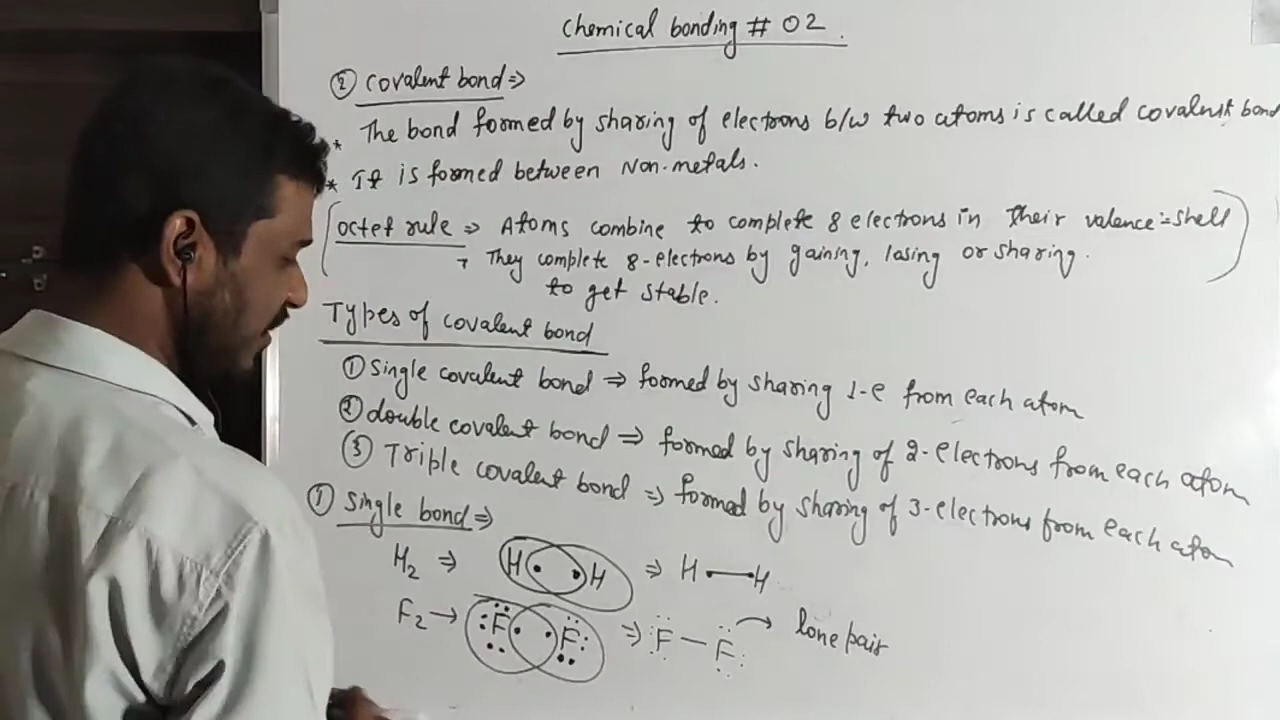 Chemical bonding # 02.
② Covalent bond ⇒
* The bond formed by sharing of electrons b/w two atoms is called covalent bond
* It is formed between Non-metals.
Octet rule ⇒ Atoms combine to complete 8 electrons in their valence-shell
→ They complete 8-electrons by gaining, lasing or sharing.
to get stable.
Types of covalent bond
① Single covalent bond ⇒ formed by sharing 1-e from each atom
② double covalent bond ⇒ formed by sharing of 2-electrons from each atom
③ Triple covalent bond ⇒ formed by sharing of 3-electrons from each atom
① Single bond ⇒
H₂ ⇒ H • • H ⇒ H — H
F₂ → F • • F ⇒ F — F → lone pair